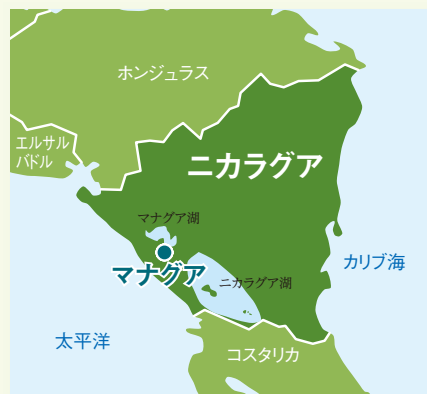 ホンジュラス
エルサル
バドル
ニカラグア
マナグア湖
マナグア
ニカラグア湖
カリブ海
太平洋
コスタリカ